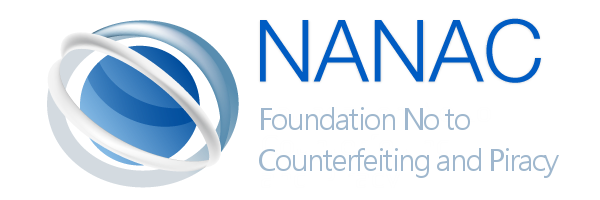 NANAC
Foundation No to
Counterfeiting and Piracy